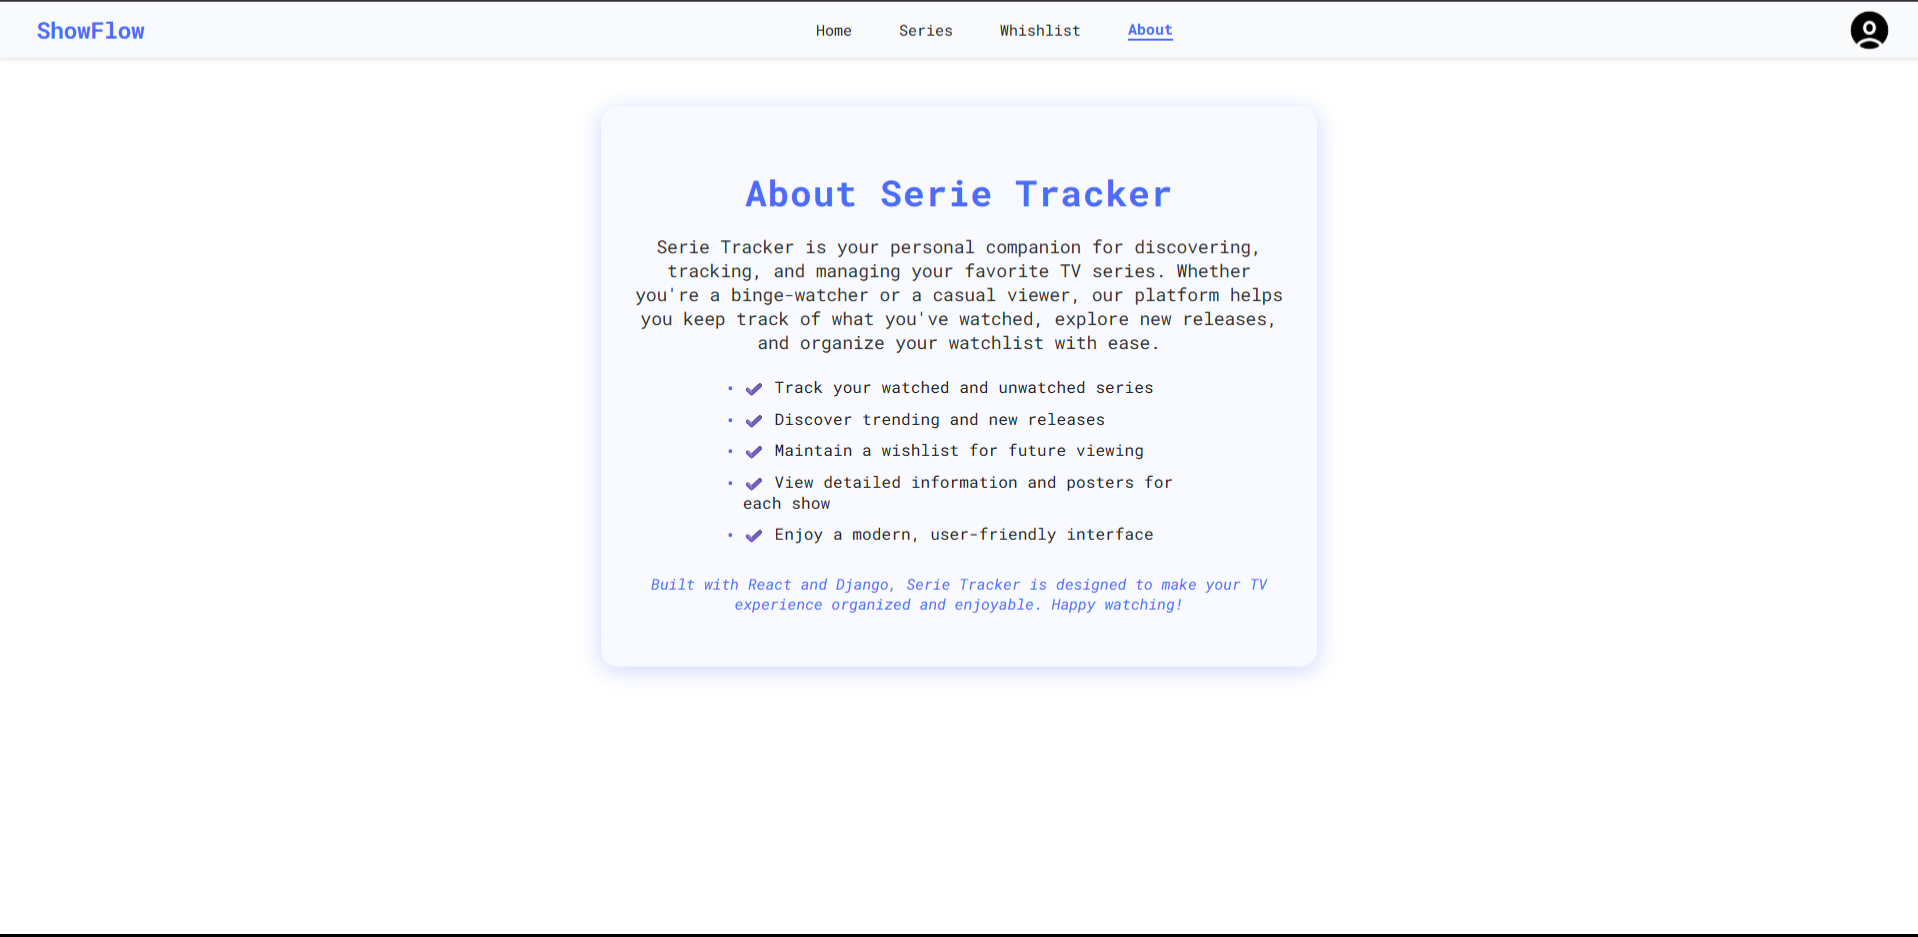 ShowFlow
Home
Series
Whishlist
About
About Serie Tracker
Serie Tracker is your personal companion for discovering,
tracking, and managing your favorite TV series. Whether
you're a binge-watcher or a casual viewer, our platform helps
you keep track of what you've watched, explore new releases,
and organize your watchlist with ease.
• ✔ Track your watched and unwatched series
• ✔ Discover trending and new releases
• ✔ Maintain a wishlist for future viewing
• ✔ View detailed information and posters for
each show
• ✔ Enjoy a modern, user-friendly interface
Built with React and Django, Serie Tracker is designed to make your TV
experience organized and enjoyable. Happy watching!